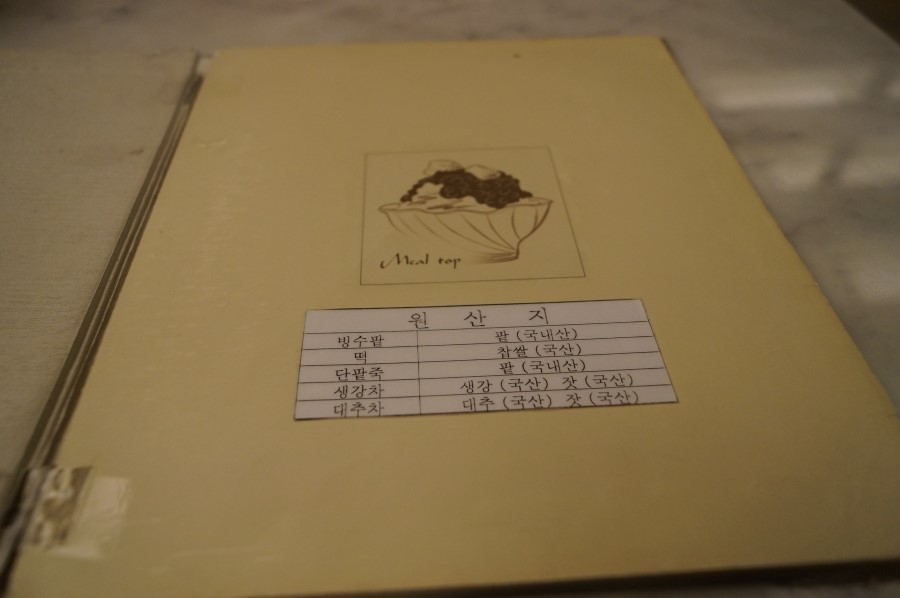 Meal top
원 산 지
빙수팥 팥 (국내산)
떡 찹쌀 (국산)
단팥죽 팥 (국내산)
생강차 생강 (국산) 잣 (국산)
대추차 대추 (국산) 잣 (국산)